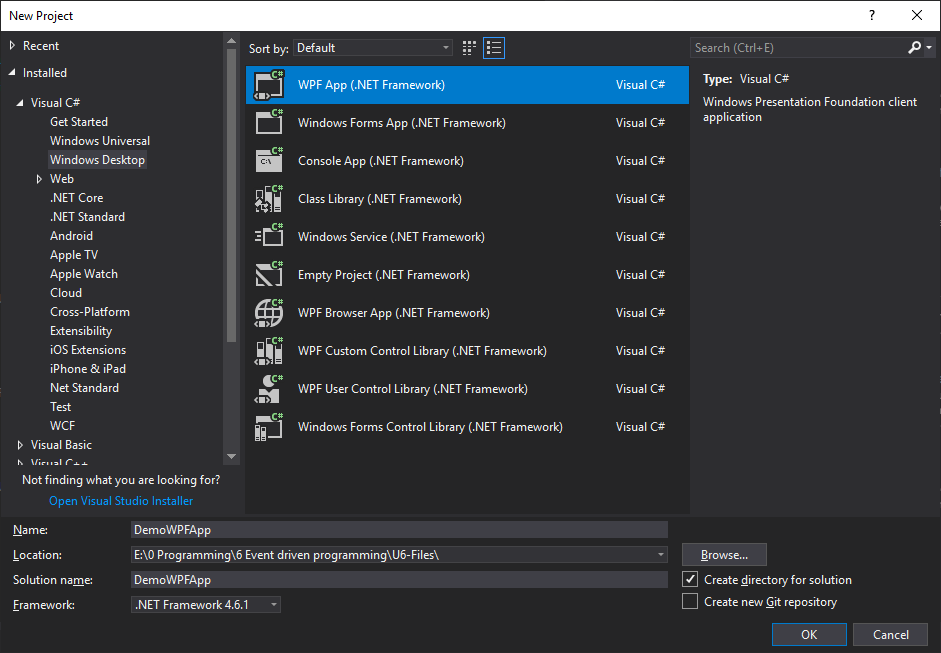 New Project
?
Recent
Installed
Visual C#
Get Started
Windows Universal
Windows Desktop
Web
.NET Core
.NET Standard
Android
Apple TV
Apple Watch
Cloud
Cross-Platform
Extensibility
iOS Extensions
iPhone & iPad
Net Standard
Test
WCF
Visual Basic
Visual C++
Not finding what you are looking for?
Open Visual Studio Installer
Sort by: Default
C# WPF App (.NET Framework) Visual C#
C# Windows Forms App (.NET Framework) Visual C#
C# C:\ Console App (.NET Framework) Visual C#
C# Class Library (.NET Framework) Visual C#
C# Windows Service (.NET Framework) Visual C#
C# Empty Project (.NET Framework) Visual C#
C# WPF Browser App (.NET Framework) Visual C#
C# WPF Custom Control Library (.NET Framework) Visual C#
C# WPF User Control Library (.NET Framework) Visual C#
C# Windows Forms Control Library (.NET Framework) Visual C#
Search (Ctrl+E)
Type: Visual C#
Windows Presentation Foundation client
application
Name: DemoWPFApp
Location: E:\0 Programming\6 Event driven programming\U6-Files\
Browse...
Solution name: DemoWPFApp
Create directory for solution
Framework: .NET Framework 4.6.1
Create new Git repository
OK Cancel